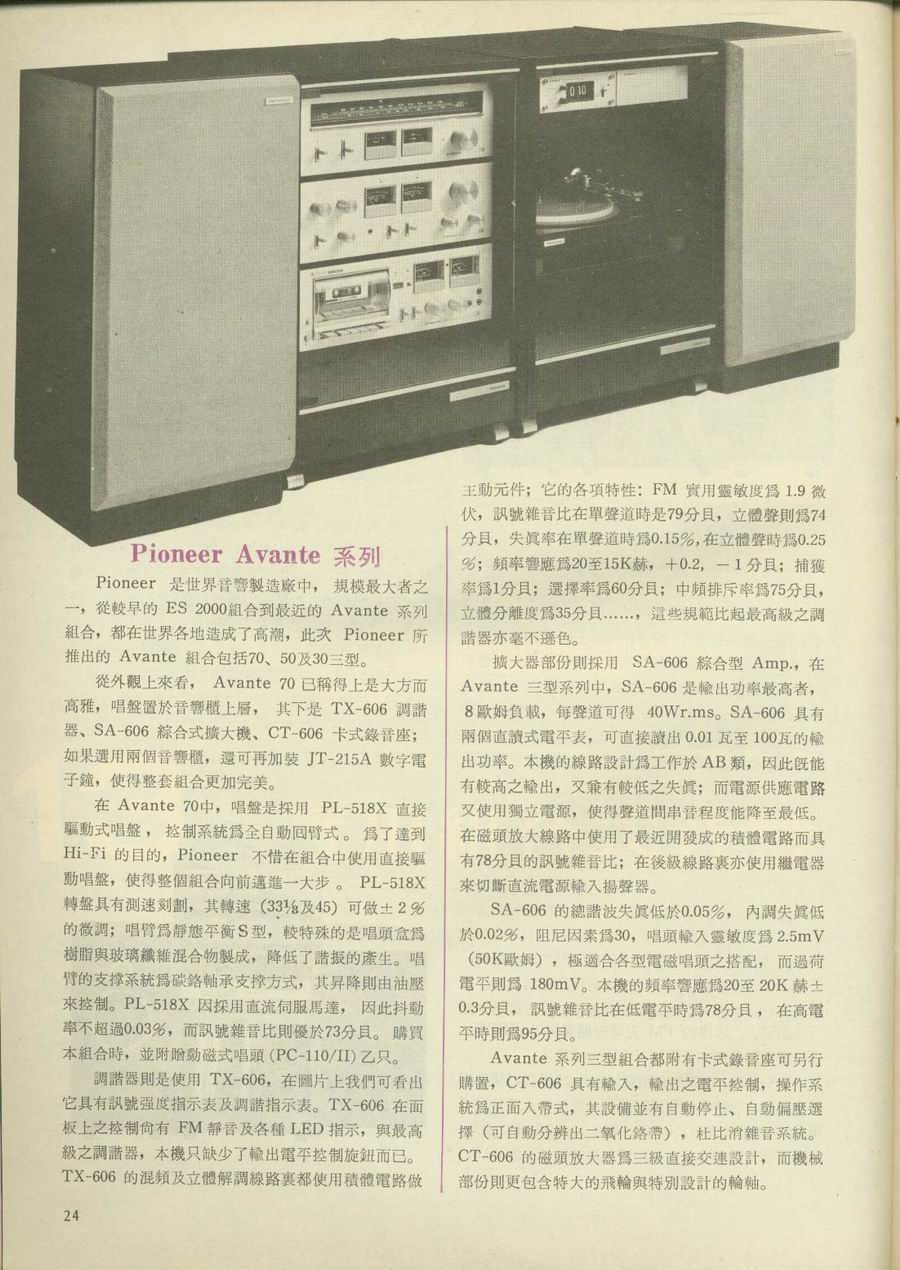 Pioneer Avante 系列
Pioneer 是世界音響製造廠中， 規模最大者之
一，從較早的 ES 2000組合到最近的 Avante 系列
組合，都在世界各地造成了高潮，此次 Pioneer 所
推出的 Avante 組合包括70、50及30三型。
從外觀上來看， Avante 70 已稱得上是大方而
高雅，唱盤置於音響櫃上層， 其下是 TX-606 調諧
器、SA-606 綜合式擴大機、CT-606 卡式錄音座；
如果選用兩個音響櫃，還可再加裝 JT-215A 數字電
子鐘，使得整套組合更加完美。
在 Avante 70中，唱盤是採用 PL-518X 直接
驅動式唱盤， 控制系統爲全自動囘臂式。 爲了達到
Hi-Fi 的目的，Pioneer 不惜在組合中使用直接驅
動唱盤，使得整個組合向前邁進一大步。 PL-518X
轉盤具有測速刻劃，其轉速（33⅓及45）可做±2%
的微調；唱臂爲靜態平衡S型，較特殊的是唱頭盒爲
樹脂與玻璃纖維混合物製成，降低了諧振的產生。唱
臂的支撐系統爲碳鉻軸承支撐方式，其昇降則由油壓
來控制。PL-518X 因採用直流伺服馬達， 因此抖動
率不超過0.03%，而訊號雜音比則優於73分貝。 購買
本組合時，並附贈動磁式唱頭(PC-110/II)乙只。
調諧器則是使用 TX-606，在圖片上我們可看出
它具有訊號强度指示表及調諧指示表。TX-606 在面
板上之控制尙有 FM 靜音及各種 LED 指示，與最高
級之調諧器，本機只缺少了輸出電平控制旋鈕而已。
TX-606 的混頻及立體解調線路裏都使用積體電路做
主動元件；它的各項特性：FM 實用靈敏度爲 1.9 微
伏，訊號雜音比在單聲道時是79分貝，立體聲則爲74
分貝，失眞率在單聲道時爲0.15%,在立體聲時爲0.25
%；頻率響應爲20至15K赫，+0.2, －1分貝；捕獲
率爲1分貝；選擇率爲60分貝；中頻排斥率爲75分貝，
立體分離度爲35分貝……，這些規範比起最高級之調
諧器亦毫不遜色。
擴大器部份則採用 SA-606 綜合型 Amp.，在
Avante 三型系列中，SA-606 是輸出功率最高者，
8歐姆負載，每聲道可得 40Wr.ms。SA-606 具有
兩個直讀式電平表，可直接讀出 0.01 瓦至 100瓦的輸
出功率。本機的線路設計爲工作於 AB 類，因此旣能
有較高之輸出，又兼有較低之失眞；而電源供應電路
又使用獨立電源，使得聲道間串音程度能降至最低。
在磁頭放大線路中使用了最近開發成的積體電路而具
有78分貝的訊號雜音比；在後級線路裏亦使用繼電器
來切斷直流電源輸入揚聲器。
SA-606 的總諧波失眞低於0.05%， 內調失眞低
於0.02%，阻尼因素爲30，唱頭輸入靈敏度爲 2.5mV
（50K歐姆），極適合各型電磁唱頭之搭配， 而過荷
電平則爲 180mV。本機的頻率響應爲20至 20K 赫±
0.3分貝， 訊號雜音比在低電平時爲78分貝， 在高電
平時則爲95分貝。
Avante 系列三型組合都附有卡式錄音座可另行
購置，CT-606 具有輸入，輸出之電平控制，操作系
統爲正面入帶式，其設備並有自動停止、自動偏壓選
擇（可自動分辨出二氧化鉻帶），杜比消雜音系統。
CT-606 的磁頭放大器爲三級直接交連設計，而機械
部份則更包含特大的飛輪與特別設計的輪軸。
24